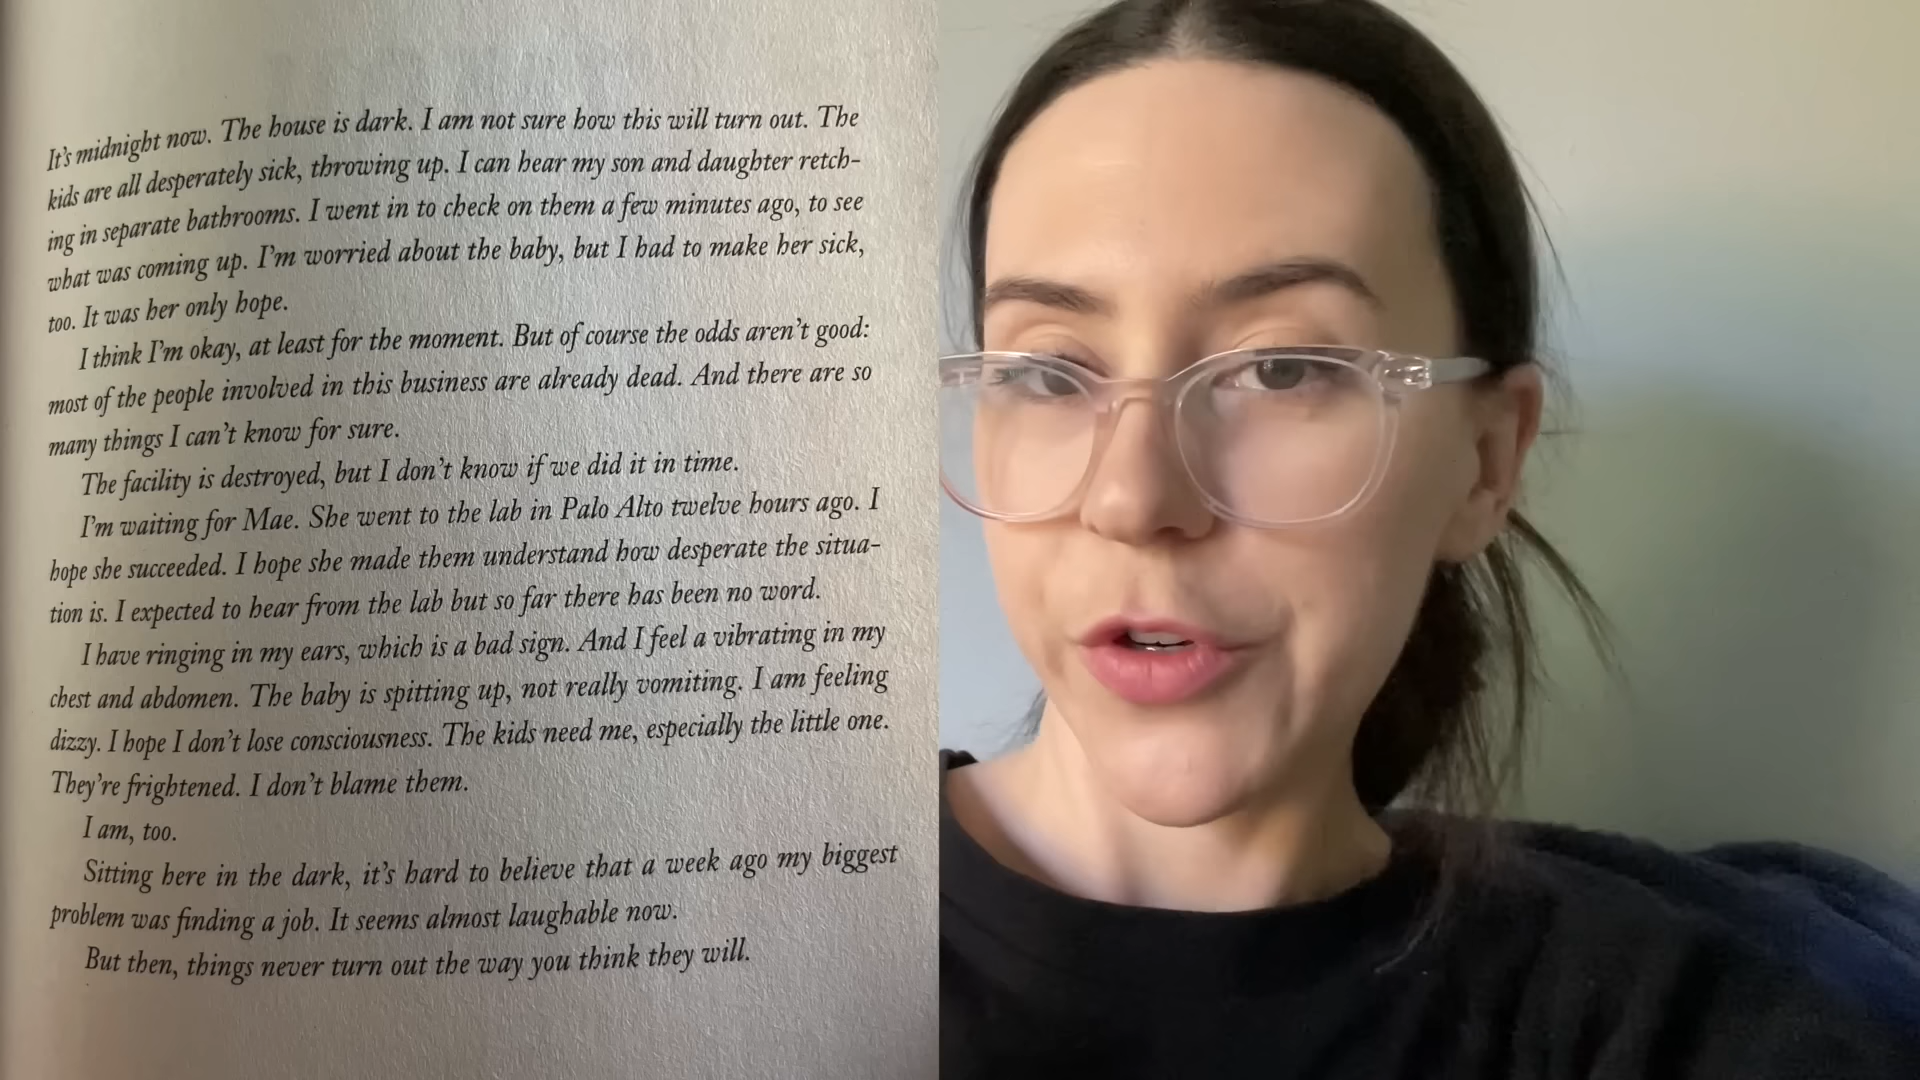 It's midnight now. The house is dark. I am not sure how this will turn out. The
kids are all desperately sick, throwing up. I can hear my son and daughter retch-
ing in separate bathrooms. I went in to check on them a few minutes ago, to see
what was coming up. I'm worried about the baby, but I had to make her sick,
too. It was her only hope.
I think I'm okay, at least for the moment. But of course the odds aren't good:
most of the people involved in this business are already dead. And there are so
many things I can't know for sure.
The facility is destroyed, but I don't know if we did it in time.
I'm waiting for Mae. She went to the lab in Palo Alto twelve hours ago. I
hope she succeeded. I hope she made them understand how desperate the situa-
tion is. I expected to hear from the lab but so far there has been no word.
I have ringing in my ears, which is a bad sign. And I feel a vibrating in my
chest and abdomen. The baby is spitting up, not really vomiting. I am feeling
dizzy. I hope I don't lose consciousness. The kids need me, especially the little one.
They're frightened. I don't blame them.
I am, too.
Sitting here in the dark, it's hard to believe that a week ago my biggest
problem was finding a job. It seems almost laughable now.
But then, things never turn out the way you think they will.